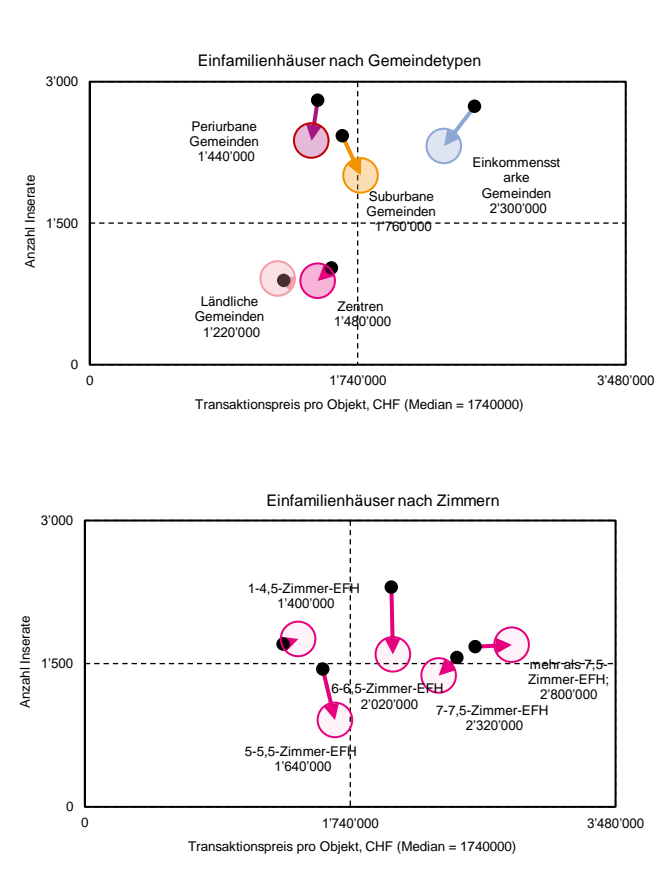 Einfamilienhäuser nach Gemeindetypen
3'000
Periurbane
Gemeinden
1'440'000
Einkommensst
arke
Gemeinden
2'300'000
Suburbane
Gemeinden
1'760'000
1'500
Anzahl Inserate
Ländliche
Gemeinden
1'220'000
Zentren
1'480'000
0
0
1'740'000
3'480'000
Transaktionspreis pro Objekt, CHF (Median = 1740000)
Einfamilienhäuser nach Zimmern
3'000
1-4,5-Zimmer-EFH
1'400'000
Anzahl Inserate
1'500
mehr als 7,5-
Zimmer-EFH;
2'800'000
6-6,5-Zimmer-EFH
2'020'000
7-7,5-Zimmer-EFH
2'320'000
5-5,5-Zimmer-EFH
1'640'000
0
0
1'740'000
3'480'000
Transaktionspreis pro Objekt, CHF (Median = 1740000)